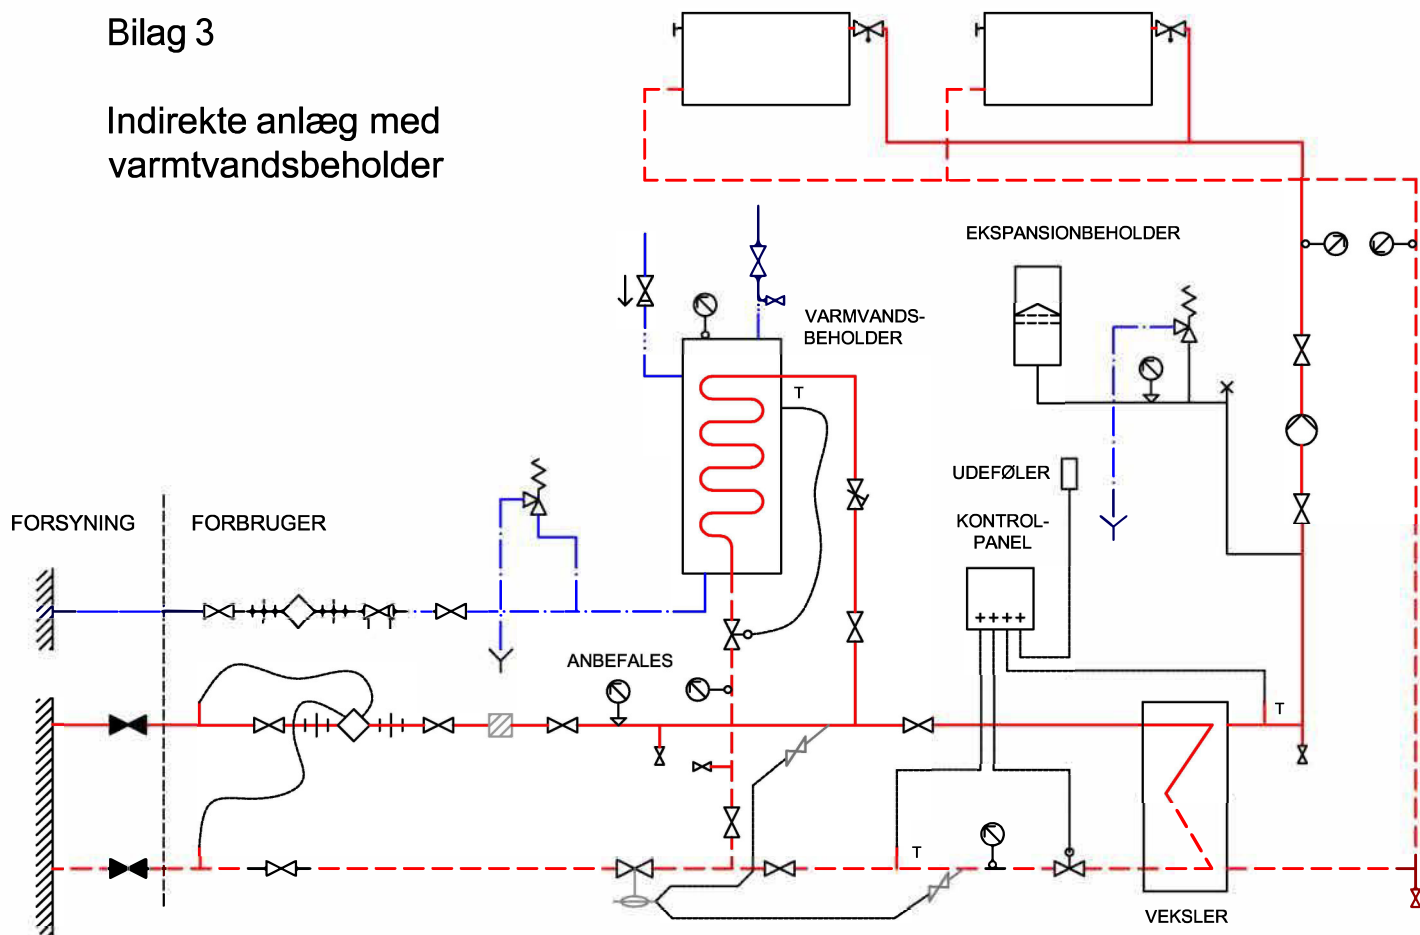 Bilag 3
Indirekte anlæg med
varmtvandsbeholder
EKSPANSIONBEHOLDER
VARMVANDS-
BEHOLDER
T
UDEFØLER
KONTROL-
PANEL
FORSYNING
FORBRUGER
ANBEFALES
T
T
VEKSLER